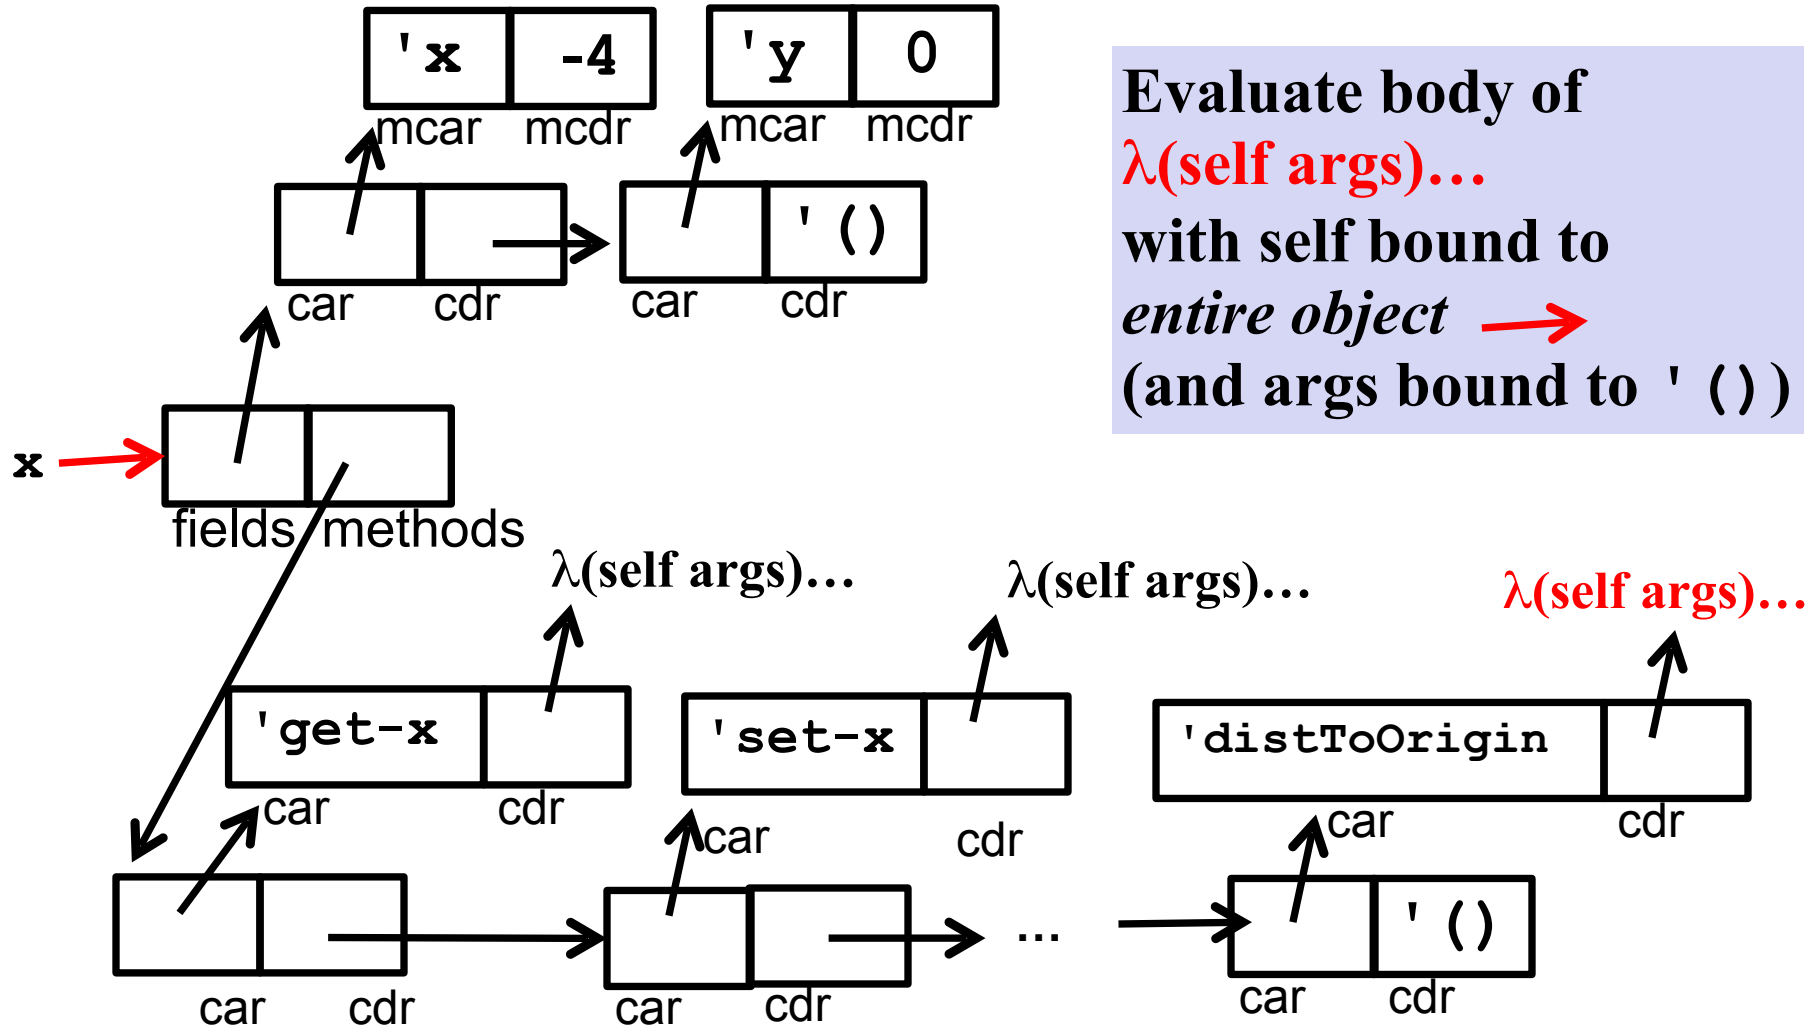 'x -4 'y 0
mcar mcdr mcar mcdr
Evaluate body of
λ(self args)…
with self bound to
entire object
(and args bound to '())
'()
car cdr car cdr
x
fields methods
λ(self args)… λ(self args)… λ(self args)…
'get-x 'set-x 'distToOrigin
car cdr car cdr car cdr
… '()
car cdr car cdr car cdr